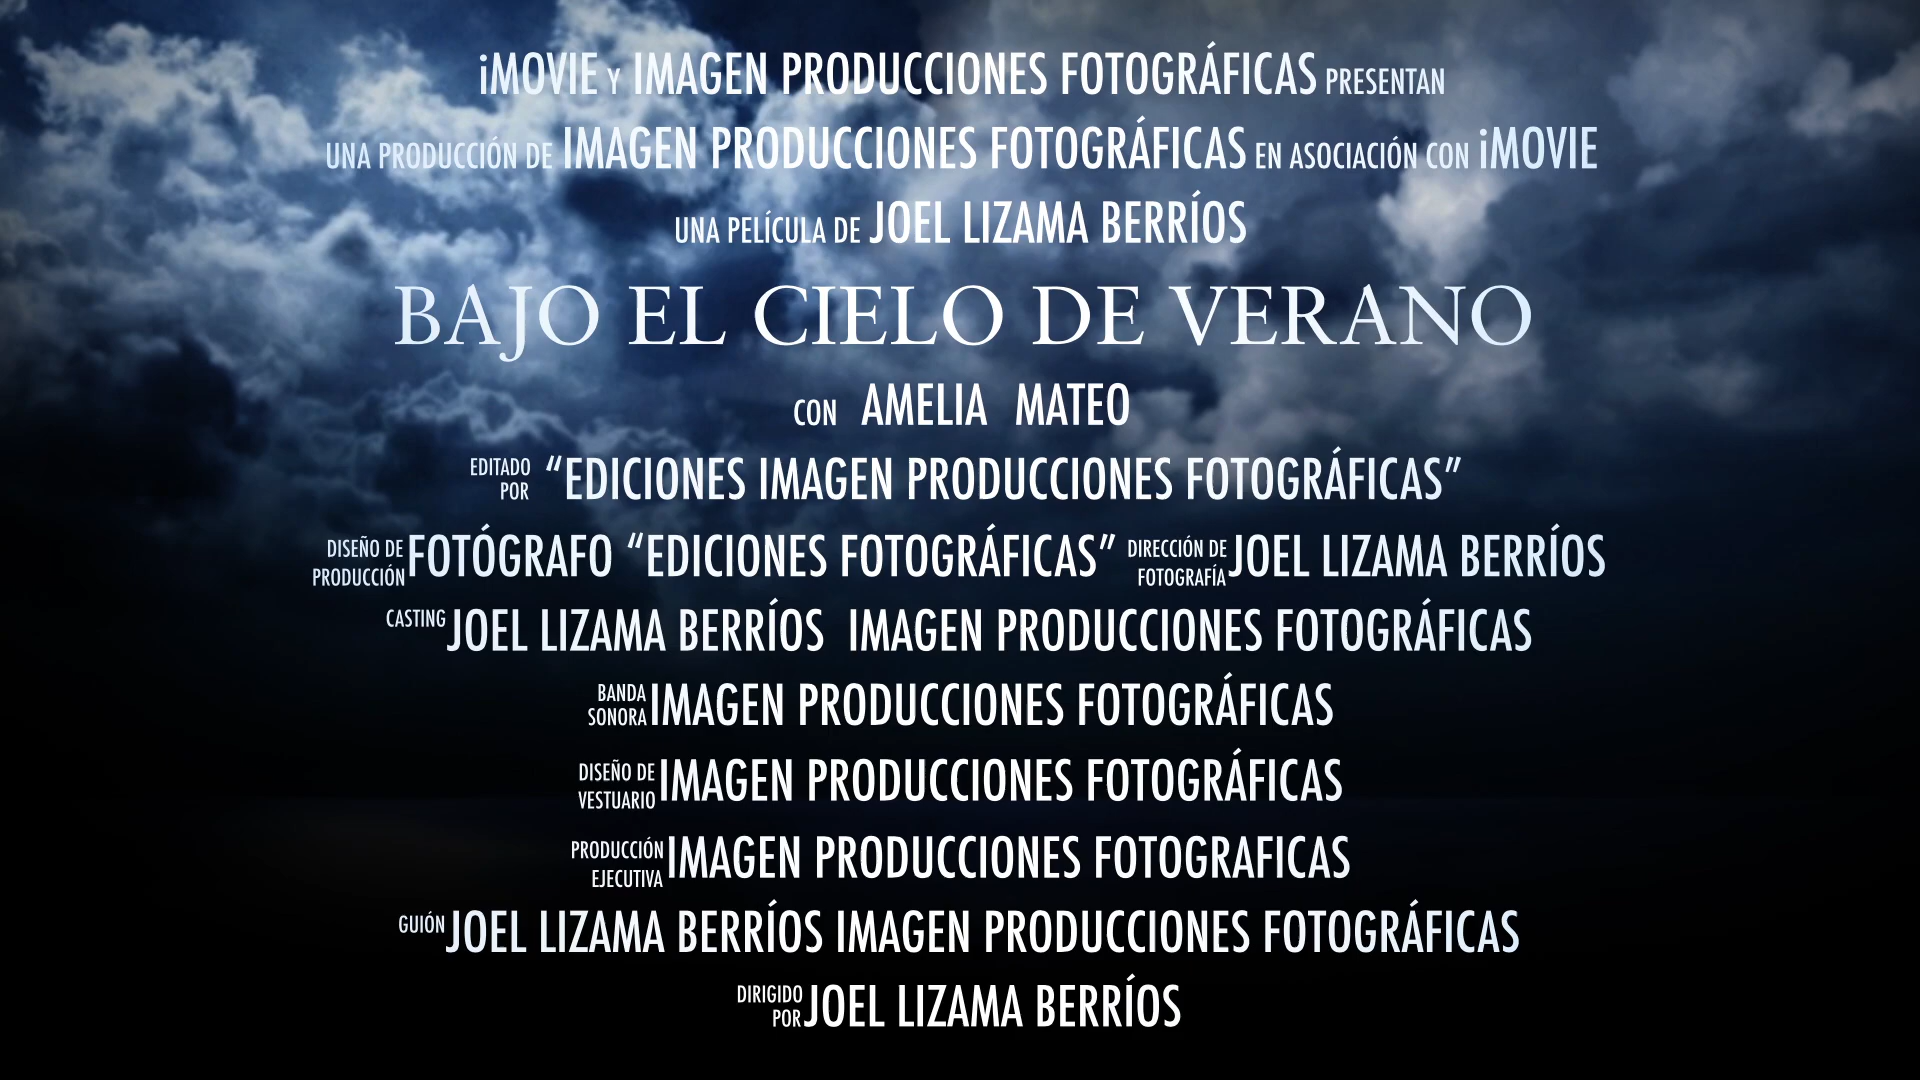 iMOVIE Y IMAGEN PRODUCCIONES FOTOGRÁFICAS PRESENTAN
UNA PRODUCCIÓN DE IMAGEN PRODUCCIONES FOTOGRÁFICAS EN ASOCIACIÓN CON iMOVIE
UNA PELÍCULA DE JOEL LIZAMA BERRÍOS
BAJO EL CIELO DE VERANO
CON AMELIA MATEO
EDITADO POR “EDICIONES IMAGEN PRODUCCIONES FOTOGRÁFICAS”
DISEÑO DE PRODUCCIÓN FOTÓGRAFO “EDICIONES FOTOGRÁFICAS” DIRECCIÓN DE FOTOGRAFÍA JOEL LIZAMA BERRÍOS
CASTING JOEL LIZAMA BERRÍOS IMAGEN PRODUCCIONES FOTOGRÁFICAS
BANDA SONORA IMAGEN PRODUCCIONES FOTOGRÁFICAS
DISEÑO DE VESTUARIO IMAGEN PRODUCCIONES FOTOGRÁFICAS
PRODUCCIÓN EJECUTIVA IMAGEN PRODUCCIONES FOTOGRAFICAS
GUIÓN JOEL LIZAMA BERRÍOS IMAGEN PRODUCCIONES FOTOGRÁFICAS
DIRIGIDO POR JOEL LIZAMA BERRÍOS